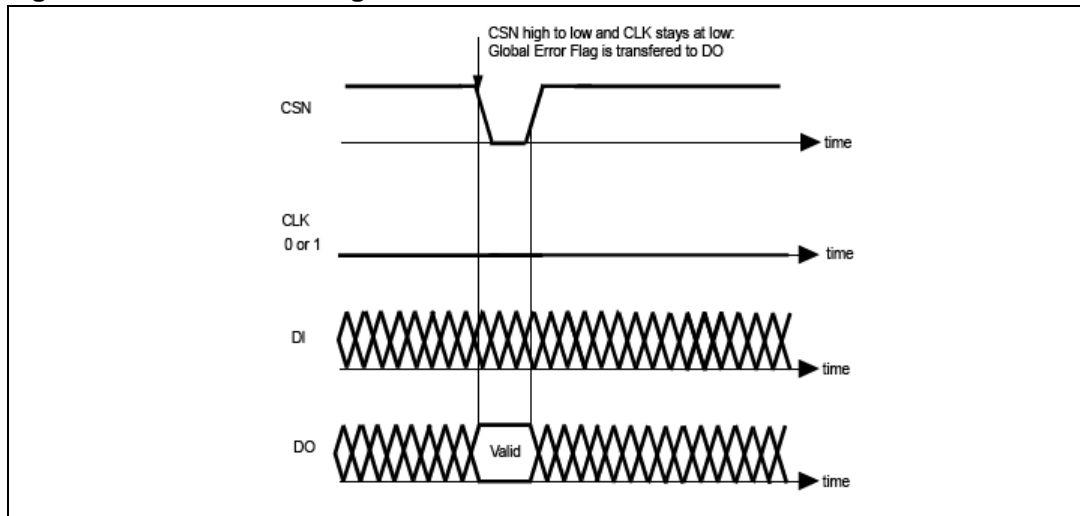 CSN high to low and CLK stays at low:
Global Error Flag is transfered to DO
CSN
time
CLK
0 or 1
time
DI
time
DO
Valid
time